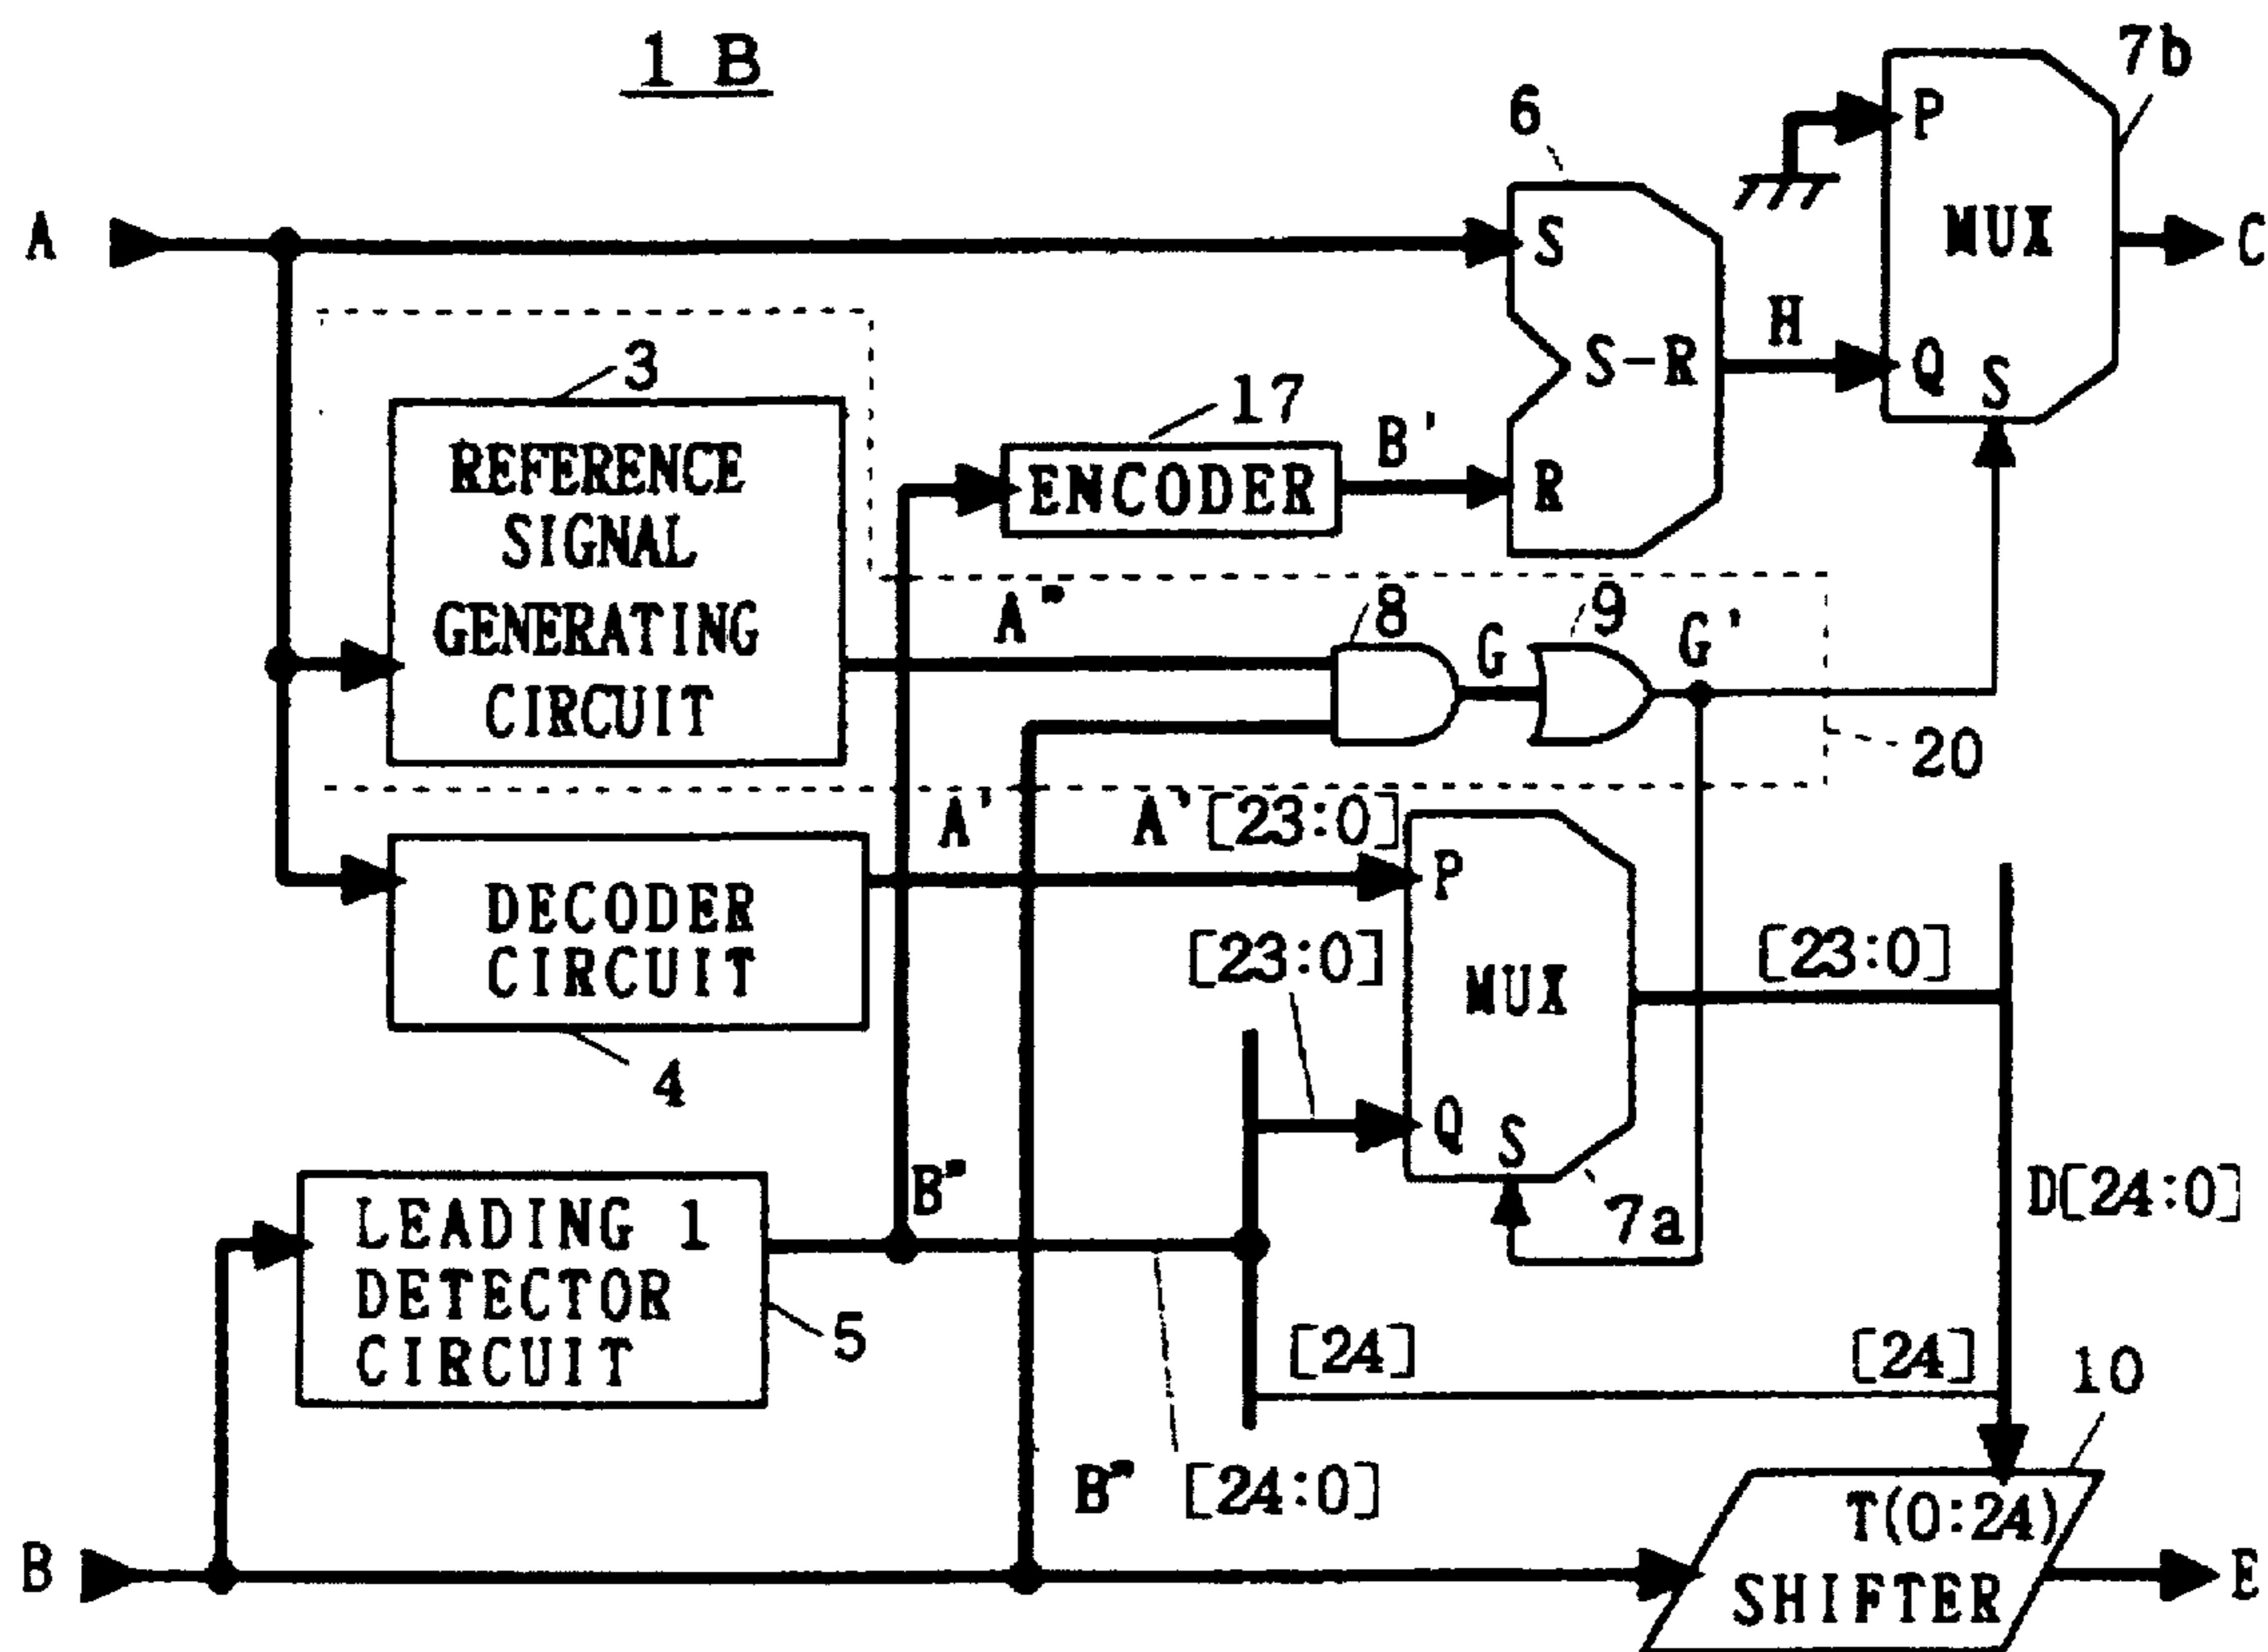 1 B
7b
6
P
MUX
A
S
C
H
S-R
Q
S
3
17
B'
REFERENCE
SIGNAL
GENERATING
CIRCUIT
ENCODER
R
A"
8
9
G
G'
20
A'
A'[23:0]
P
DECODER
CIRCUIT
[23:0]
MUX
[23:0]
4
Q
S
B"
7a
D[24:0]
LEADING 1
DETECTOR
CIRCUIT
5
[24]
[24]
10
B" [24:0]
T(0:24)
B
SHIFTER
E